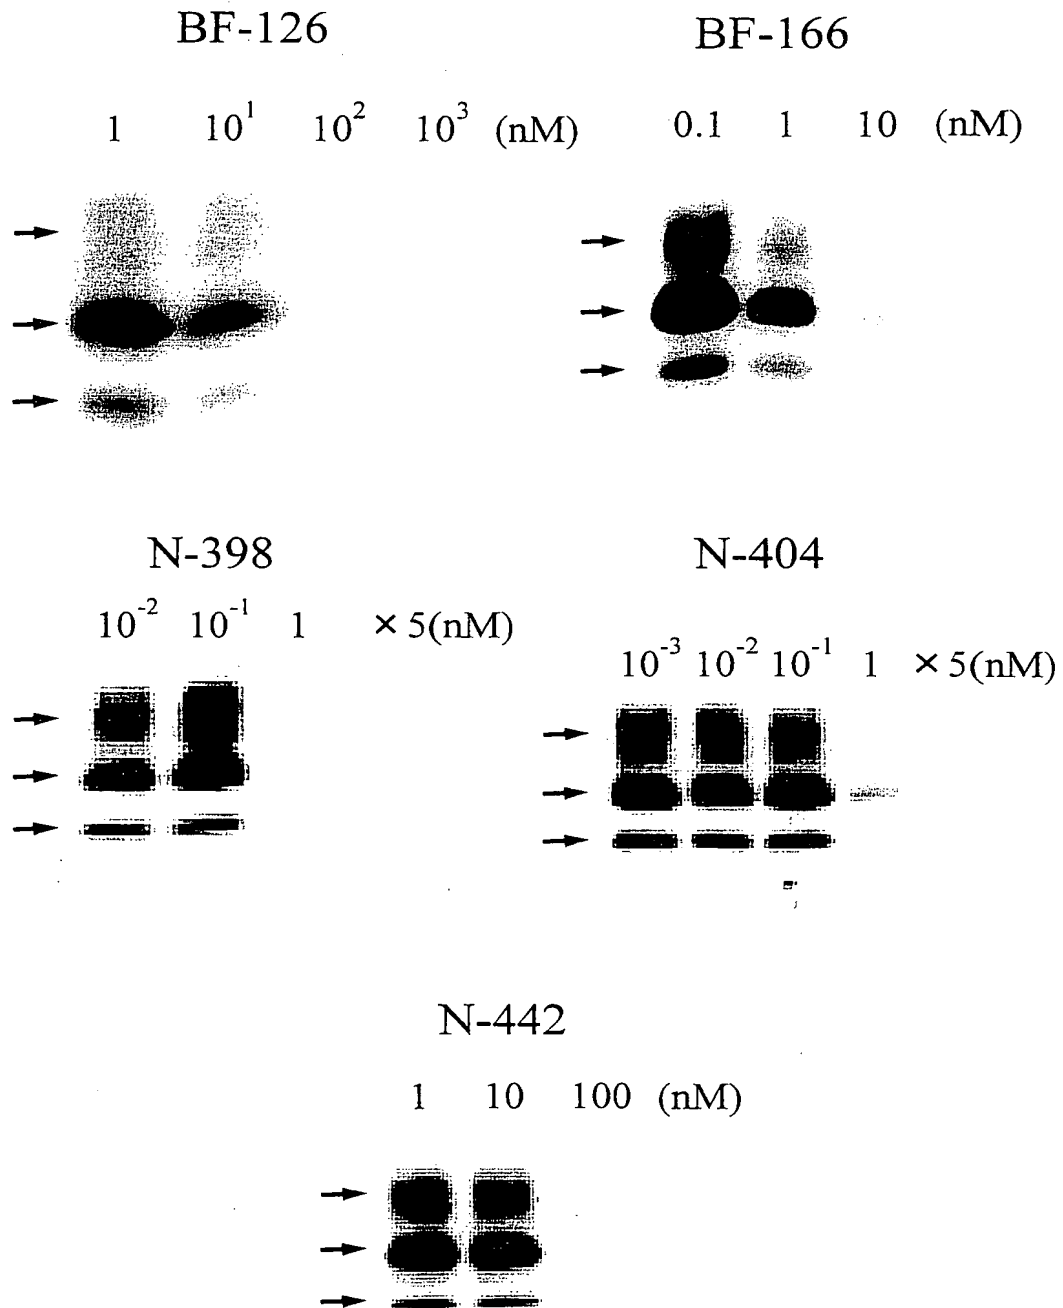 BF-126
1 10¹ 10² 10³ (nM)
BF-166
0.1 1 10 (nM)
N-398
10⁻² 10⁻¹ 1 × 5(nM)
N-404
10⁻³ 10⁻² 10⁻¹ 1 × 5(nM)
N-442
1 10 100 (nM)